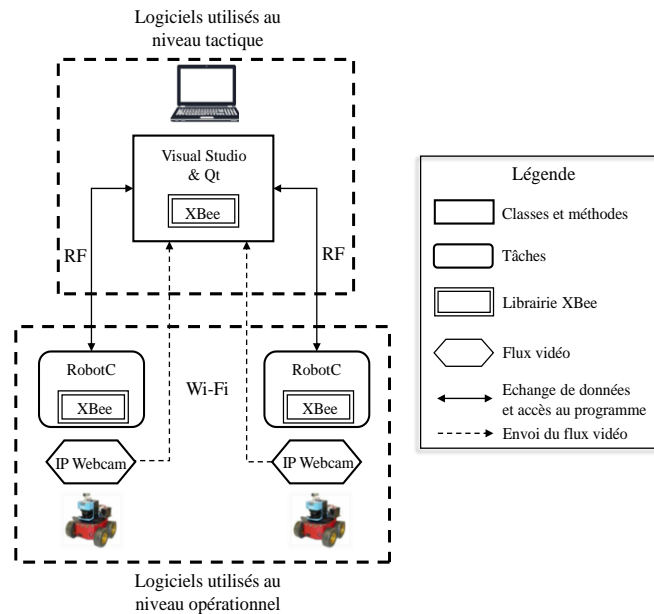 Logiciels utilisés au
niveau tactique
Visual Studio
& Qt
XBee
RF
RF
RobotC
XBee
Wi-Fi
RobotC
XBee
IP Webcam
IP Webcam
Logiciels utilisés au
niveau opérationnel
Légende
Classes et méthodes
Tâches
Librairie XBee
Flux vidéo
Echange de données
et accès au programme
Envoi du flux vidéo